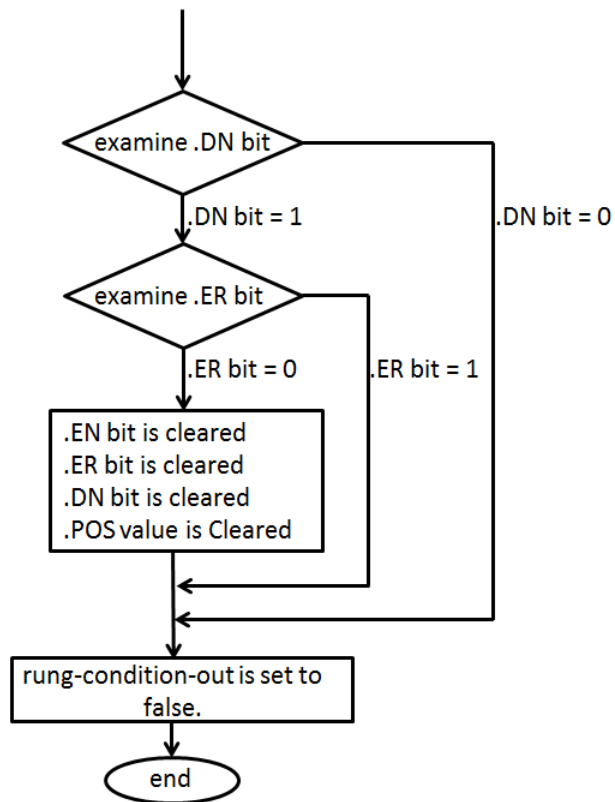 examine .DN bit
.DN bit = 1
.DN bit = 0
examine .ER bit
.ER bit = 0
.ER bit = 1
.EN bit is cleared
.ER bit is cleared
.DN bit is cleared
.POS value is Cleared
rung-condition-out is set to
false.
end